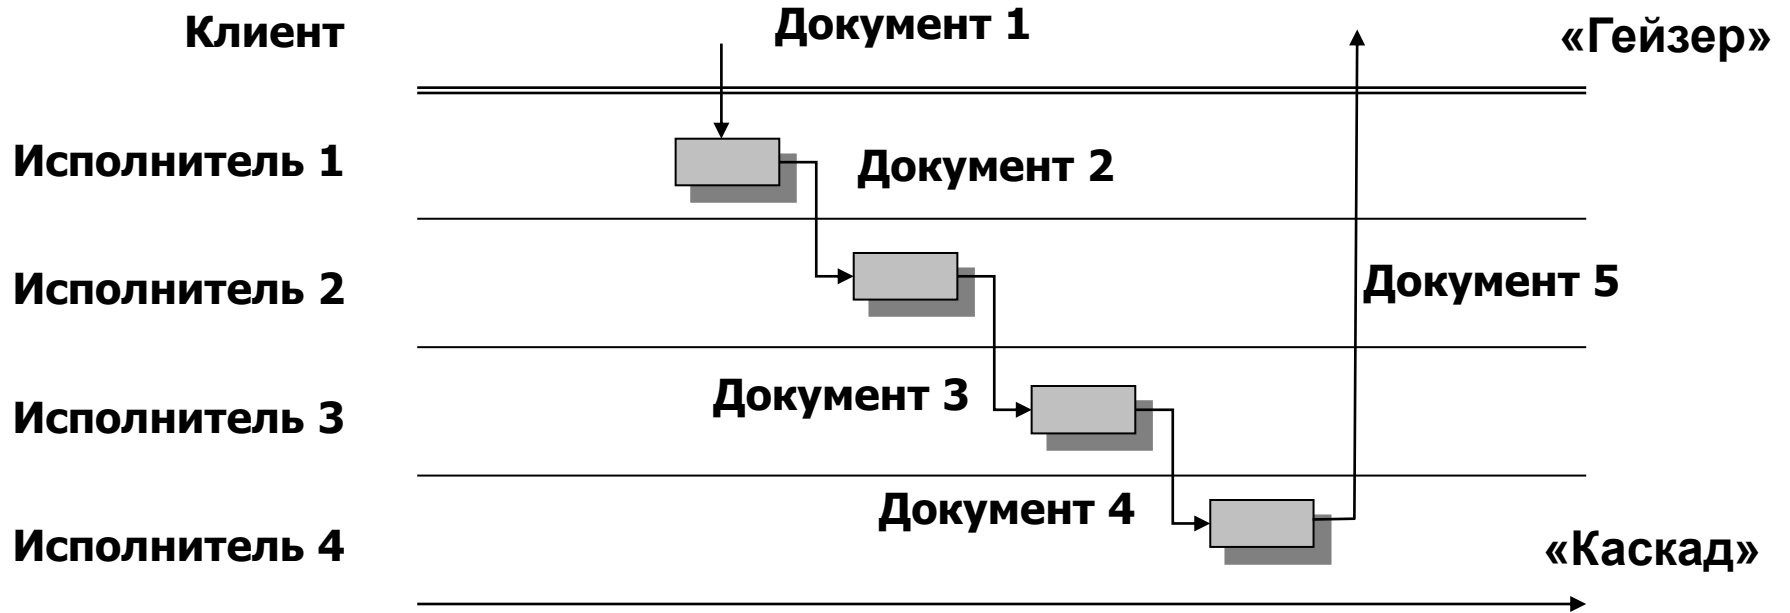 Клиент
Документ 1
«Гейзер»
Исполнитель 1
Документ 2
Исполнитель 2
Документ 5
Исполнитель 3
Документ 3
Документ 4
Исполнитель 4
«Каскад»